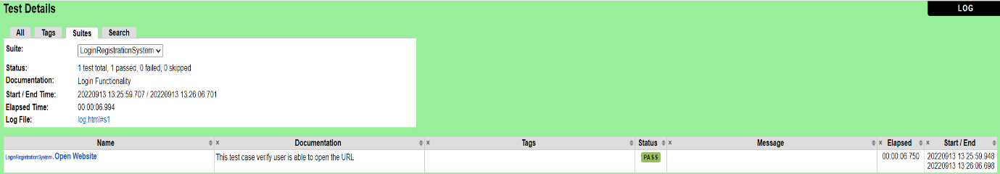 Test Details
LOG
All Tags Suites Search
Suite: LoginRegistrationSystem
Status: 1 test total, 1 passed, 0 failed, 0 skipped
Documentation: Login Functionality
Start / End Time: 20220913 13:25:59.707 / 20220913 13:26:06.701
Elapsed Time: 00:00:06.994
Log File: log.html#s1
Name × Documentation × Tags Status × Message × Elapsed × Start / End
LoginRegistrationSystem. Open Website This test case verify user is able to open the URL PASS 00:00:06.750 20220913 13:25:59.948
20220913 13:26:06.698